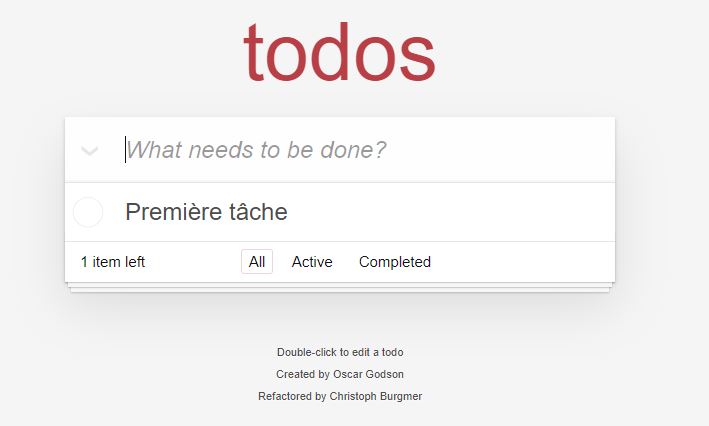 todos
What needs to be done?
Première tâche
1 item left All Active Completed
Double-click to edit a todo
Created by Oscar Godson
Refactored by Christoph Burgmer